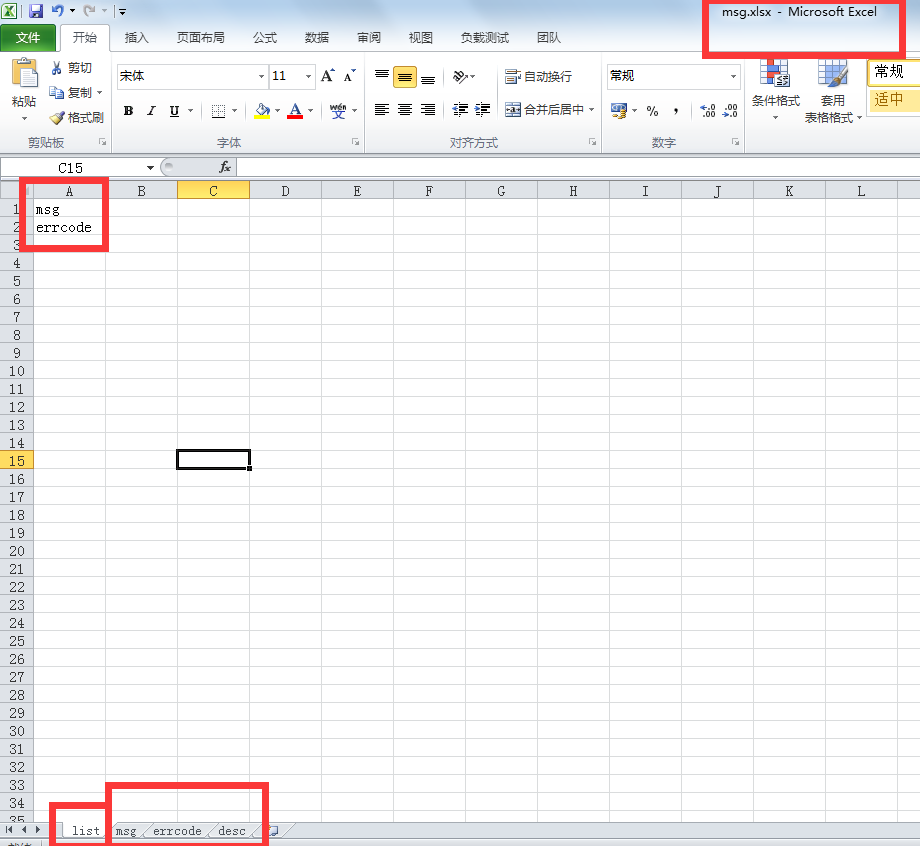 msg.xlsx - Microsoft Excel
文件 开始 插入 页面布局 公式 数据 审阅 视图 负载测试 团队
剪切
宋体 11 自动换行 常规 常规
粘贴 复制 条件格式 套用
表格格式 适中
格式刷 B I U A 文 合并后居中 % ,
剪贴板 字体 对齐方式 数字
C15 fx
A B C D E F G H I J K L
1 msg
2 errcode
3
4
5
6
7
8
9
10
11
12
13
14
15
16
17
18
19
20
21
22
23
24
25
26
27
28
29
30
31
32
33
34
35
list msg errcode desc